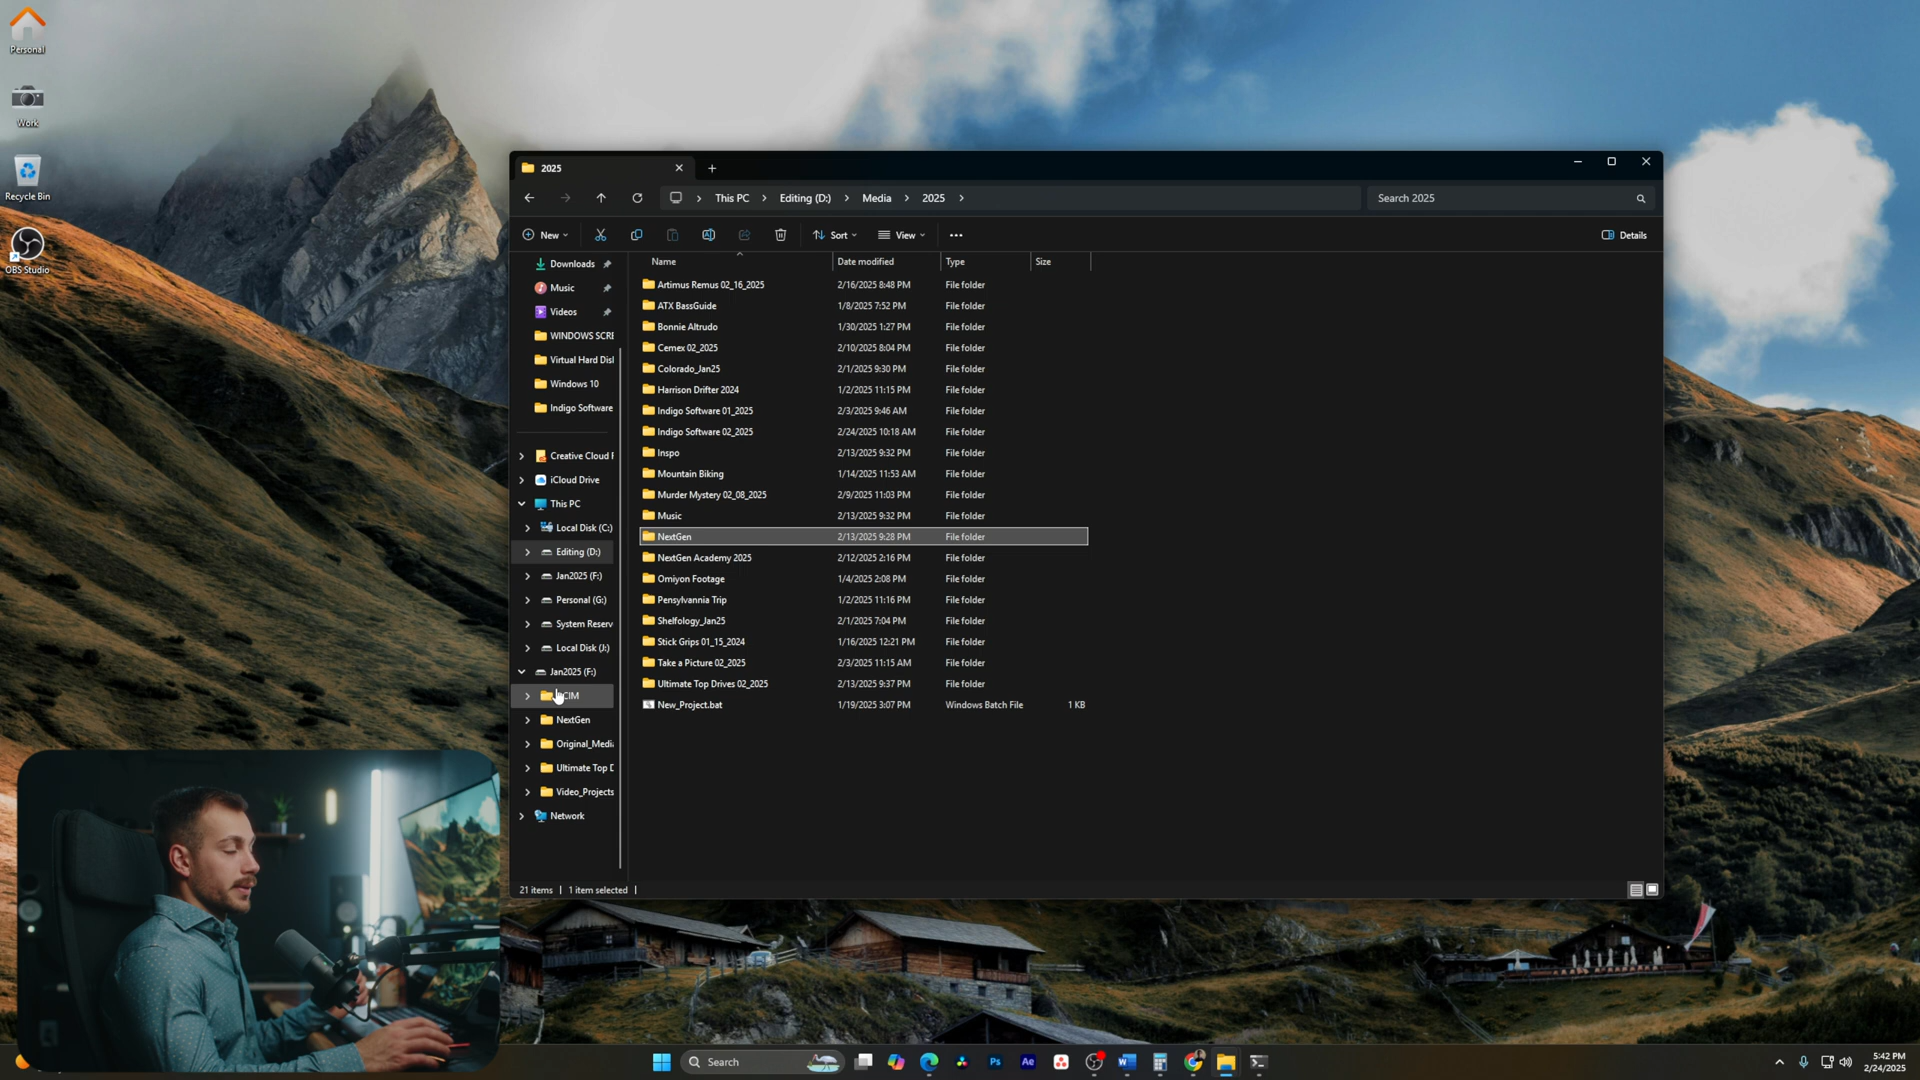 Personal
Work
Recycle Bin
OBS Studio
2025
This PC
Editing (D:)
Media
2025
Search 2025
New
Sort
View
Details
Downloads
Music
Videos
WINDOWS SCRE
Virtual Hard Disl
Windows 10
Indigo Software
Creative Cloud F
iCloud Drive
This PC
Local Disk (C:)
Editing (D:)
Jan2025 (F:)
Personal (G:)
System Reserv
Local Disk (J:)
Jan2025 (F:)
CIM
NextGen
Original_Media
Ultimate Top D
Video_Projects
Network
Name Date modified Type Size
Artimus Remus 02_16_2025 2/16/2025 8:48 PM File folder
ATX BassGuide 1/8/2025 7:52 PM File folder
Bonnie Altrudo 1/30/2025 1:27 PM File folder
Cemex 02_2025 2/10/2025 8:04 PM File folder
Colorado_Jan25 2/1/2025 9:30 PM File folder
Harrison Drifter 2024 1/2/2025 11:15 PM File folder
Indigo Software 01_2025 2/3/2025 9:46 AM File folder
Indigo Software 02_2025 2/24/2025 10:18 AM File folder
Inspo 2/13/2025 9:32 PM File folder
Mountain Biking 1/14/2025 11:53 AM File folder
Murder Mystery 02_08_2025 2/9/2025 11:03 PM File folder
Music 2/13/2025 9:32 PM File folder
NextGen 2/13/2025 9:28 PM File folder
NextGen Academy 2025 2/12/2025 2:16 PM File folder
Omiyon Footage 1/4/2025 2:08 PM File folder
Pensylvannia Trip 1/2/2025 11:16 PM File folder
Shelfology_Jan25 2/1/2025 7:04 PM File folder
Stick Grips 01_15_2024 1/16/2025 12:21 PM File folder
Take a Picture 02_2025 2/3/2025 11:15 AM File folder
Ultimate Top Drives 02_2025 2/13/2025 9:37 PM File folder
New_Project.bat 1/19/2025 3:07 PM Windows Batch File 1 KB
21 items 1 item selected
Search
Ps
Ae
W
5:42 PM
2/24/2025